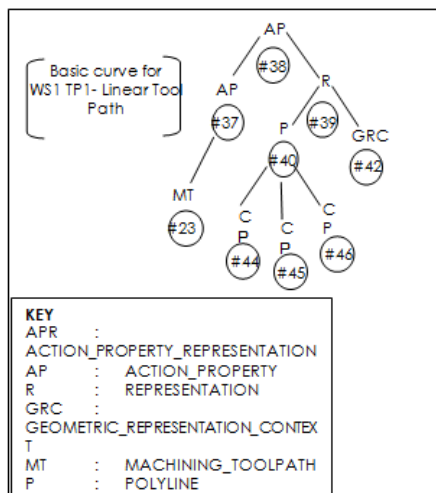 AP
Basic curve for
WS1 TP1- Linear Tool
Path
#38
R
AP
#37
P
#39
GRC
#40
#42
MT
#23
C
P
#44
C
P
#45
C
P
#46
KEY
APR :
ACTION_PROPERTY_REPRESENTATION
AP : ACTION_PROPERTY
R : REPRESENTATION
GRC :
GEOMETRIC_REPRESENTATION_CONTEX
T
MT : MACHINING_TOOLPATH
P : POLYLINE